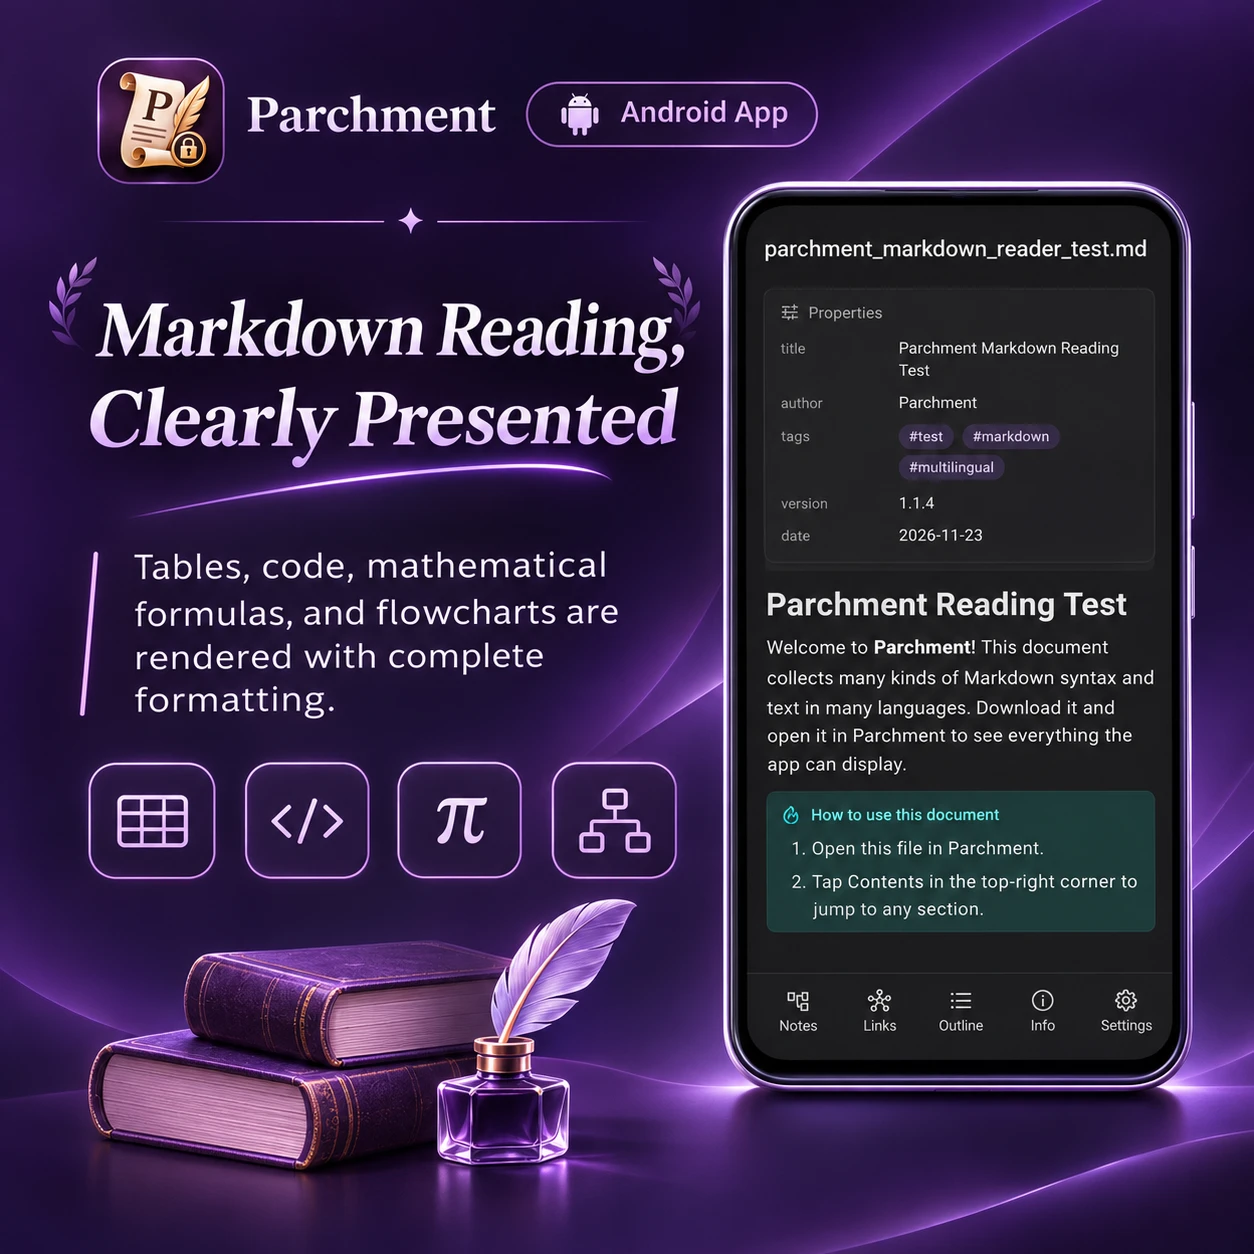 P
Parchment
Android App
Markdown Reading,
Clearly Presented
Tables, code, mathematical
formulas, and flowcharts are
rendered with complete
formatting.
</>
π
parchment_markdown_reader_test.md
Properties
title Parchment Markdown Reading
Test
author Parchment
tags #test #markdown
#multilingual
version 1.1.4
date 2026-11-23
Parchment Reading Test
Welcome to Parchment! This document
collects many kinds of Markdown syntax and
text in many languages. Download it and
open it in Parchment to see everything the
app can display.
How to use this document
1. Open this file in Parchment.
2. Tap Contents in the top-right corner to
jump to any section.
Notes Links Outline Info Settings